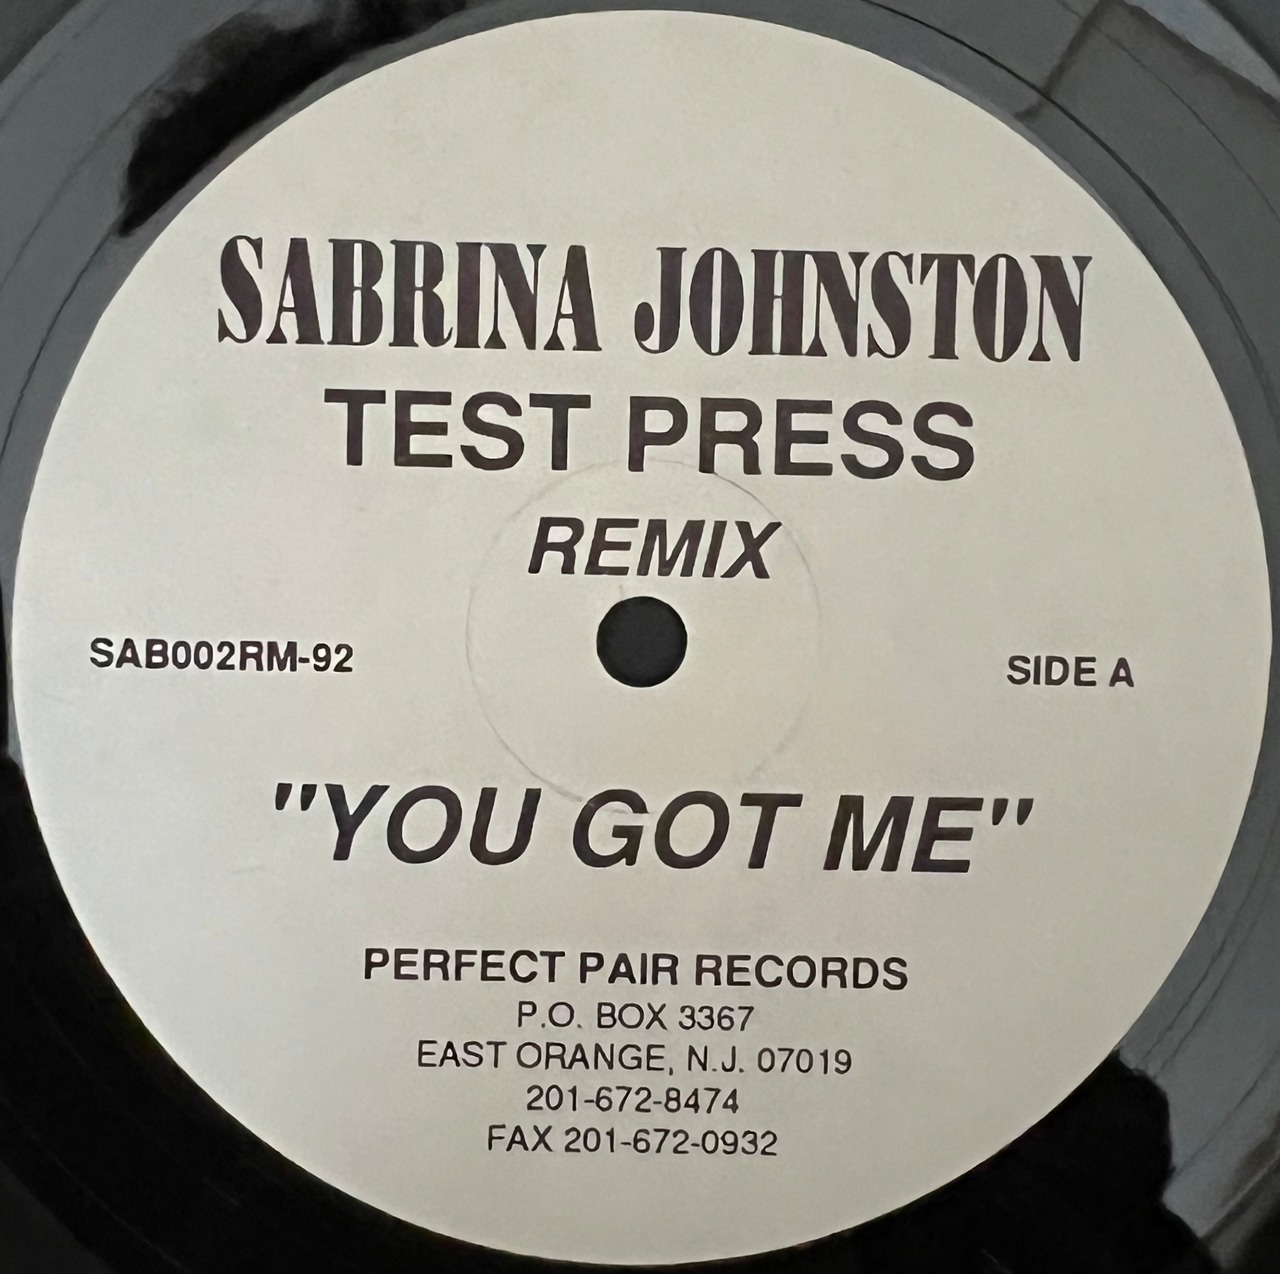 SABRINA JOHNSTON
TEST PRESS
REMIX
SAB002RM-92
SIDE A
"YOU GOT ME"
PERFECT PAIR RECORDS
P.O. BOX 3367
EAST ORANGE, N.J. 07019
201-672-8474
FAX 201-672-0932